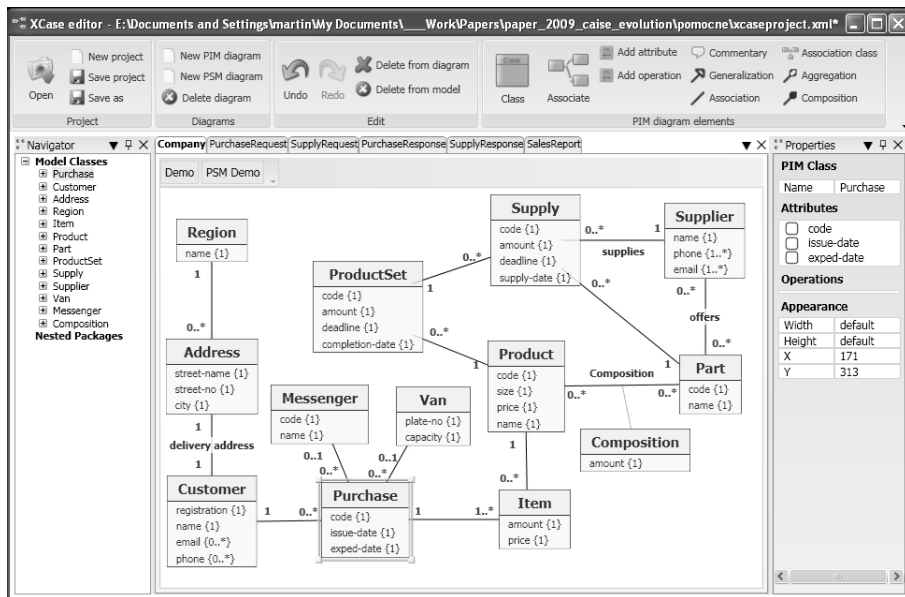 XCase editor - E:\Documents and Settings\martin\My Documents\___Work\Papers\paper_2009_caise_evolution\pomocne\xcaseproject.xml*
Open
New project
Save project
Save as
Project
New PIM diagram
New PSM diagram
Delete diagram
Diagrams
Undo
Redo
Delete from diagram
Delete from model
Edit
Class
Class
Associate
Add attribute
Add operation
Commentary
Generalization
Association
Association class
Aggregation
Composition
PIM diagram elements
Navigator
Model Classes
Purchase
Customer
Address
Region
Item
Product
Part
ProductSet
Supply
Supplier
Van
Messenger
Composition
Nested Packages
Company PurchaseRequest SupplyRequest PurchaseResponse SupplyResponse SalesReport
Demo PSM Demo
Region
name {1}
1
0..*
Address
street-name {1}
street-no {1}
city {1}
1
delivery address
1
Customer
registration {1}
name {1}
email {0..*}
phone {0..*}
1
0..*
ProductSet
code {1}
amount {1}
deadline {1}
completion-date {1}
1
0..*
0..*
1
Supply
code {1}
amount {1}
deadline {1}
supply-date {1}
0..*
1
supplies
0..*
1
Supplier
name {1}
phone {1..*}
email {1..*}
0..*
offers
0..*
Messenger
code {1}
name {1}
0..1
0..*
Van
plate-no {1}
capacity {1}
0..1
0..*
Product
code {1}
size {1}
price {1}
name {1}
Composition
0..*
0..*
Part
code {1}
name {1}
Composition
amount {1}
1
0..*
Purchase
code {1}
issue-date {1}
exped-date {1}
1
1..*
Item
amount {1}
price {1}
Properties
PIM Class
Name Purchase
Attributes
code
issue-date
exped-date
Operations
Appearance
Width default
Height default
X 171
Y 313